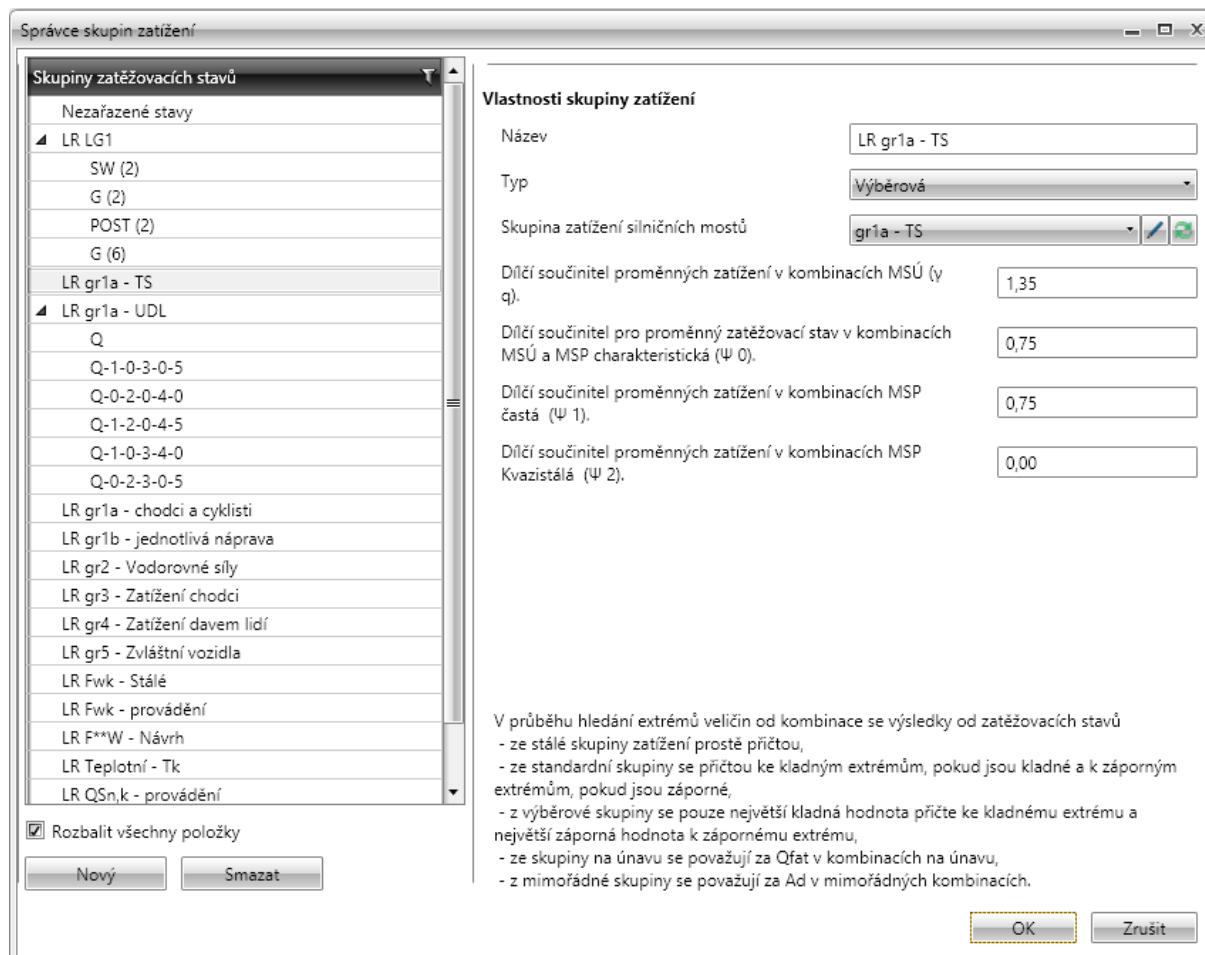 Správce skupin zatížení
Skupiny zatěžovacích stavů
Nezařazené stavy
LR LG1
SW (2)
G (2)
POST (2)
G (6)
LR gr1a - TS
LR gr1a - UDL
Q
Q-1-0-3-0-5
Q-0-2-0-4-0
Q-1-2-0-4-5
Q-1-0-3-4-0
Q-0-2-3-0-5
LR gr1a - chodci a cyklisti
LR gr1b - jednotlivá náprava
LR gr2 - Vodorovné síly
LR gr3 - Zatížení chodci
LR gr4 - Zatížení davem lidí
LR gr5 - Zvláštní vozidla
LR Fwk - Stálé
LR Fwk - provádění
LR F**W - Návrh
LR Teplotní - Tk
LR QSn,k - provádění
Rozbalit všechny položky
Nový
Smazat
Vlastnosti skupiny zatížení
Název
LR gr1a - TS
Typ
Výběrová
Skupina zatížení silničních mostů
gr1a - TS
Dílčí součinitel proměnných zatížení v kombinacích MSÚ (γ
q).
1,35
Dílčí součinitel pro proměnný zatěžovací stav v kombinacích
MSÚ a MSP charakteristická (Ψ 0).
0,75
Dílčí součinitel proměnných zatížení v kombinacích MSP
častá (Ψ 1).
0,75
Dílčí součinitel proměnných zatížení v kombinacích MSP
Kvazistálá (Ψ 2).
0,00
V průběhu hledání extrémů veličin od kombinace se výsledky od zatěžovacích stavů
- ze stálé skupiny zatížení prostě přičtou,
- ze standardní skupiny se přičtou ke kladným extrémům, pokud jsou kladné a k záporným
extrémům, pokud jsou záporné,
- z výběrové skupiny se pouze největší kladná hodnota přičte ke kladnému extrému a
největší záporná hodnota k zápornému extrému,
- ze skupiny na únavu se považují za Qfat v kombinacích na únavu,
- z mimořádné skupiny se považují za Ad v mimořádných kombinacích.
OK
Zrušit